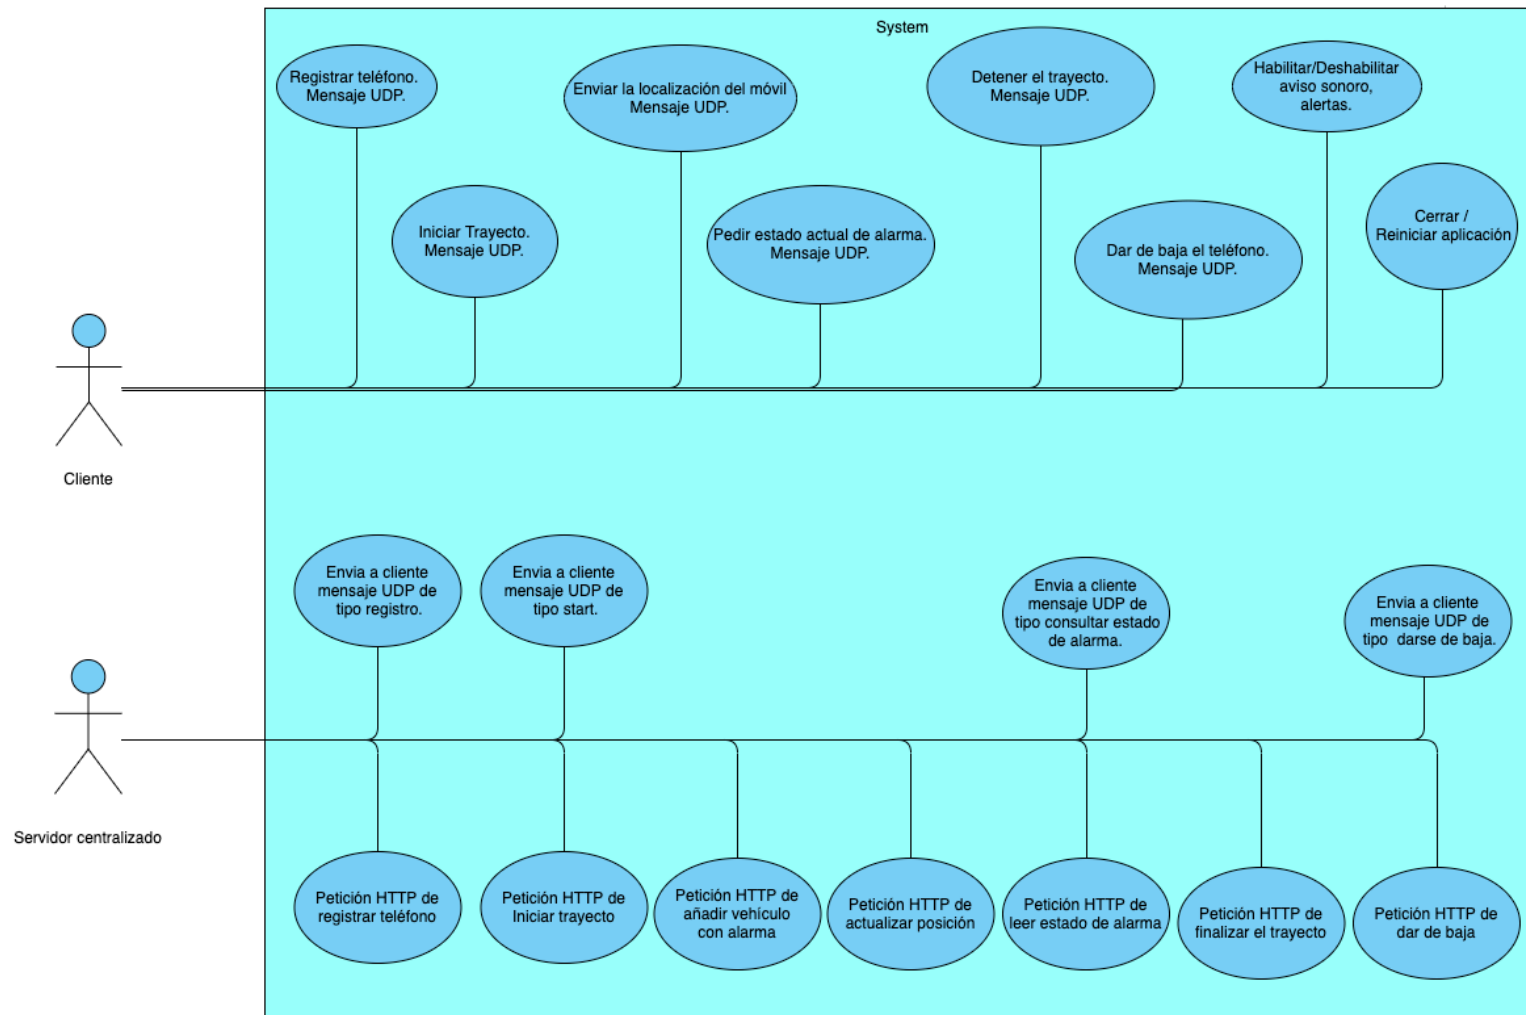 System
Registrar teléfono.
Mensaje UDP.
Enviar la localización del móvil
Mensaje UDP.
Detener el trayecto.
Mensaje UDP.
Habilitar/Deshabilitar
aviso sonoro,
alertas.
Iniciar Trayecto.
Mensaje UDP.
Pedir estado actual de alarma.
Mensaje UDP.
Dar de baja el teléfono.
Mensaje UDP.
Cerrar /
Reiniciar aplicación
Cliente
Envia a cliente
mensaje UDP de
tipo registro.
Envia a cliente
mensaje UDP de
tipo start.
Envia a cliente
mensaje UDP de
tipo consultar estado
de alarma.
Envia a cliente
mensaje UDP de
tipo darse de baja.
Servidor centralizado
Petición HTTP de
registrar teléfono
Petición HTTP de
Iniciar trayecto
Petición HTTP de
añadir vehículo
con alarma
Petición HTTP de
actualizar posición
Petición HTTP de
leer estado de alarma
Petición HTTP de
finalizar el trayecto
Petición HTTP de
dar de baja